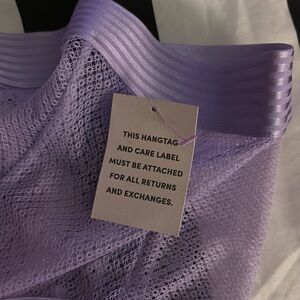 THIS HANGTAG
AND CARE LABEL
MUST BE ATTACHED
FOR ALL RETURNS
AND EXCHANGES.